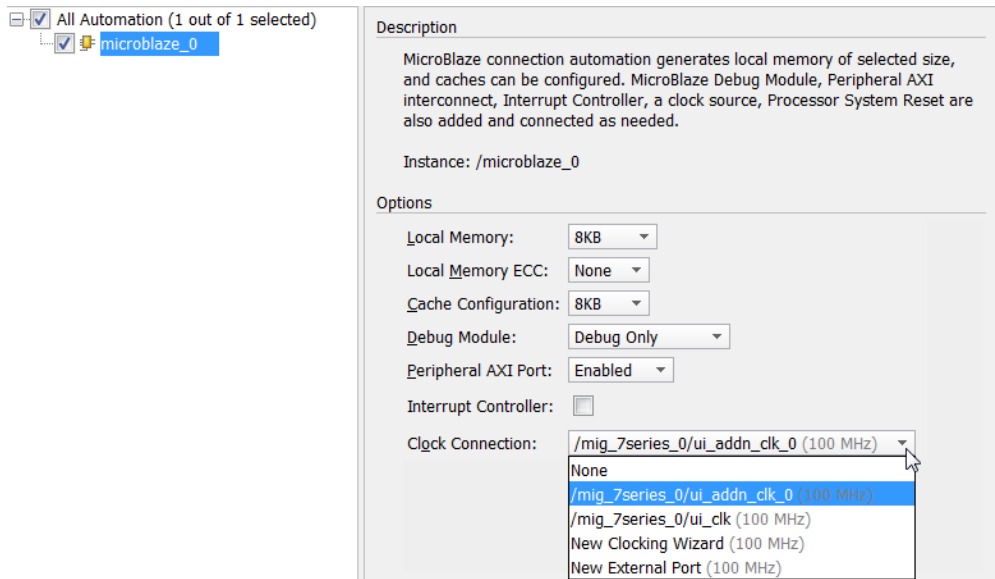 All Automation (1 out of 1 selected)
microblaze_0
Description
MicroBlaze connection automation generates local memory of selected size,
and caches can be configured. MicroBlaze Debug Module, Peripheral AXI
interconnect, Interrupt Controller, a clock source, Processor System Reset are
also added and connected as needed.
Instance: /microblaze_0
Options
Local Memory: 8KB
Local Memory ECC: None
Cache Configuration: 8KB
Debug Module: Debug Only
Peripheral AXI Port: Enabled
Interrupt Controller:
Clock Connection: /mig_7series_0/ui_addn_clk_0 (100 MHz)
None
/mig_7series_0/ui_addn_clk_0 (100 MHz)
/mig_7series_0/ui_clk (100 MHz)
New Clocking Wizard (100 MHz)
New External Port (100 MHz)